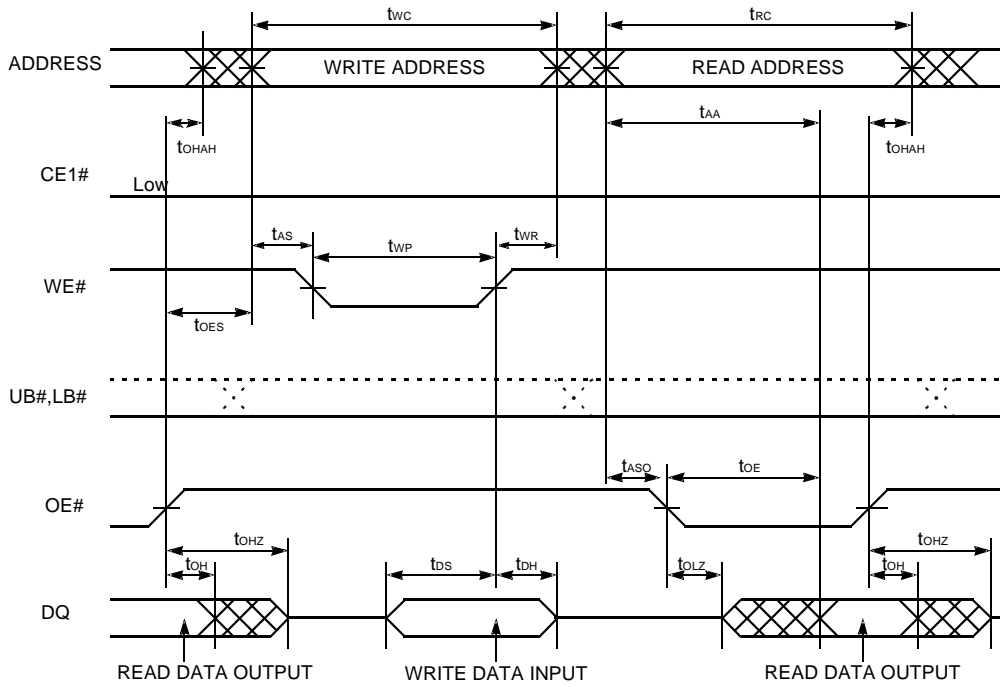 tWC tRC
ADDRESS WRITE ADDRESS READ ADDRESS
tAA
tOHAH tOHAH
CE1# Low
tAS tWP tWR
WE#
tOES
UB#,LB#
tASO tOE
OE#
tOHZ tOHZ
tOH tDS tDH tOLZ tOH
DQ
READ DATA OUTPUT WRITE DATA INPUT READ DATA OUTPUT